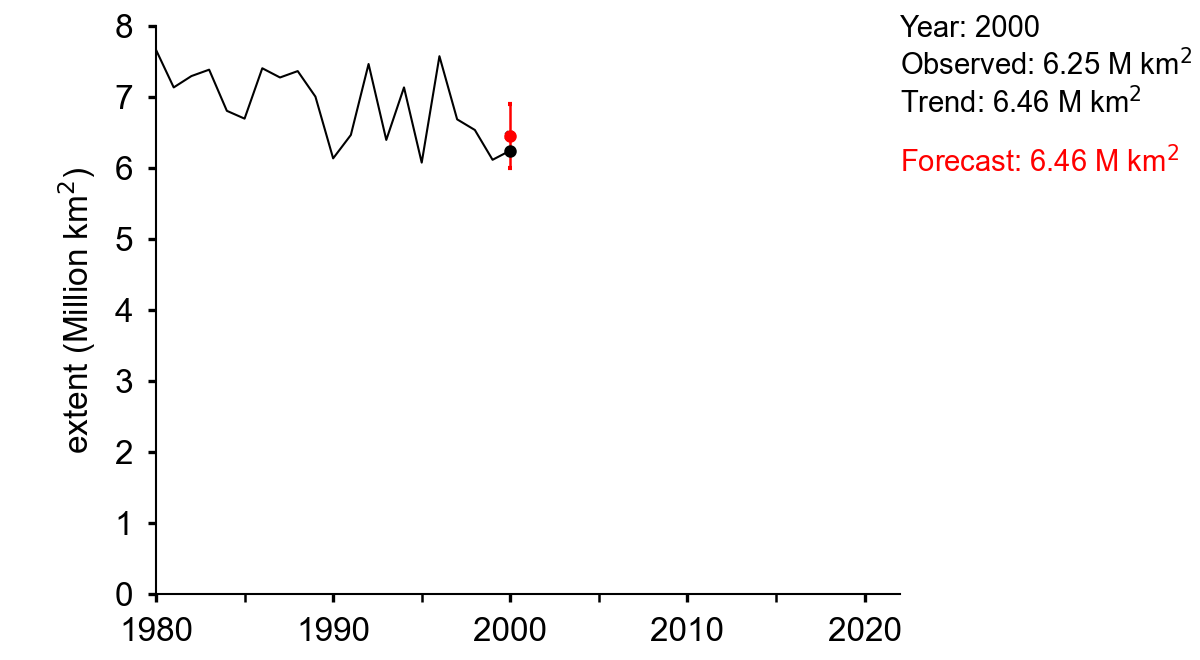 Year: 2000
Observed: 6.25 M km²
Trend: 6.46 M km²
Forecast: 6.46 M km²
extent (Million km²)
8
7
6
5
4
3
2
1
0
1980 1990 2000 2010 2020